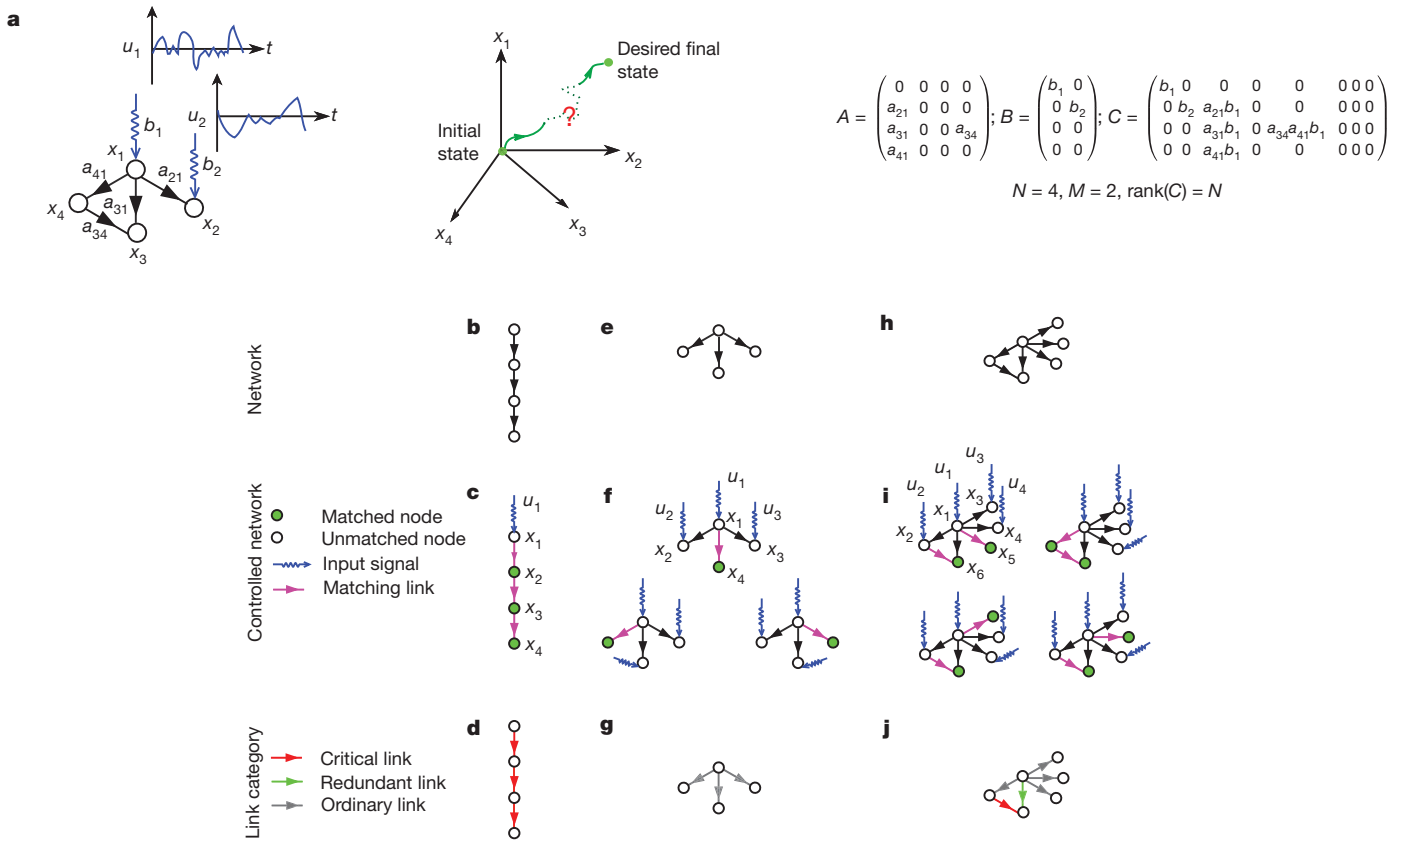 a
u1
t
u2
t
b1
b2
x1
a41
a21
a31
a34
x4
x2
x3
x1
Desired final
state
?
Initial
state
x2
x3
x4
A = ( 0 0 0 0 ; a21 0 0 0 ; a31 0 0 a34 ; a41 0 0 0 ); B = ( b1 0 ; 0 b2 ; 0 0 ; 0 0 ); C = ( b1 0 0 0 0 0 0 0 0 ; 0 b2 a21b1 0 0 0 0 0 ; 0 0 a31b1 0 a34a41b1 0 0 0 ; 0 0 a41b1 0 0 0 0 0 )
N = 4, M = 2, rank(C) = N
Network
b
e
h
Controlled network
Matched node
Unmatched node
Input signal
Matching link
c
u1
x1
x2
x3
x4
f
u1
u2
x1
u3
x2
x3
x4
i
u3
u1
u2
u4
x3
x1
x2
x4
x5
x6
Link category
Critical link
Redundant link
Ordinary link
d
g
j